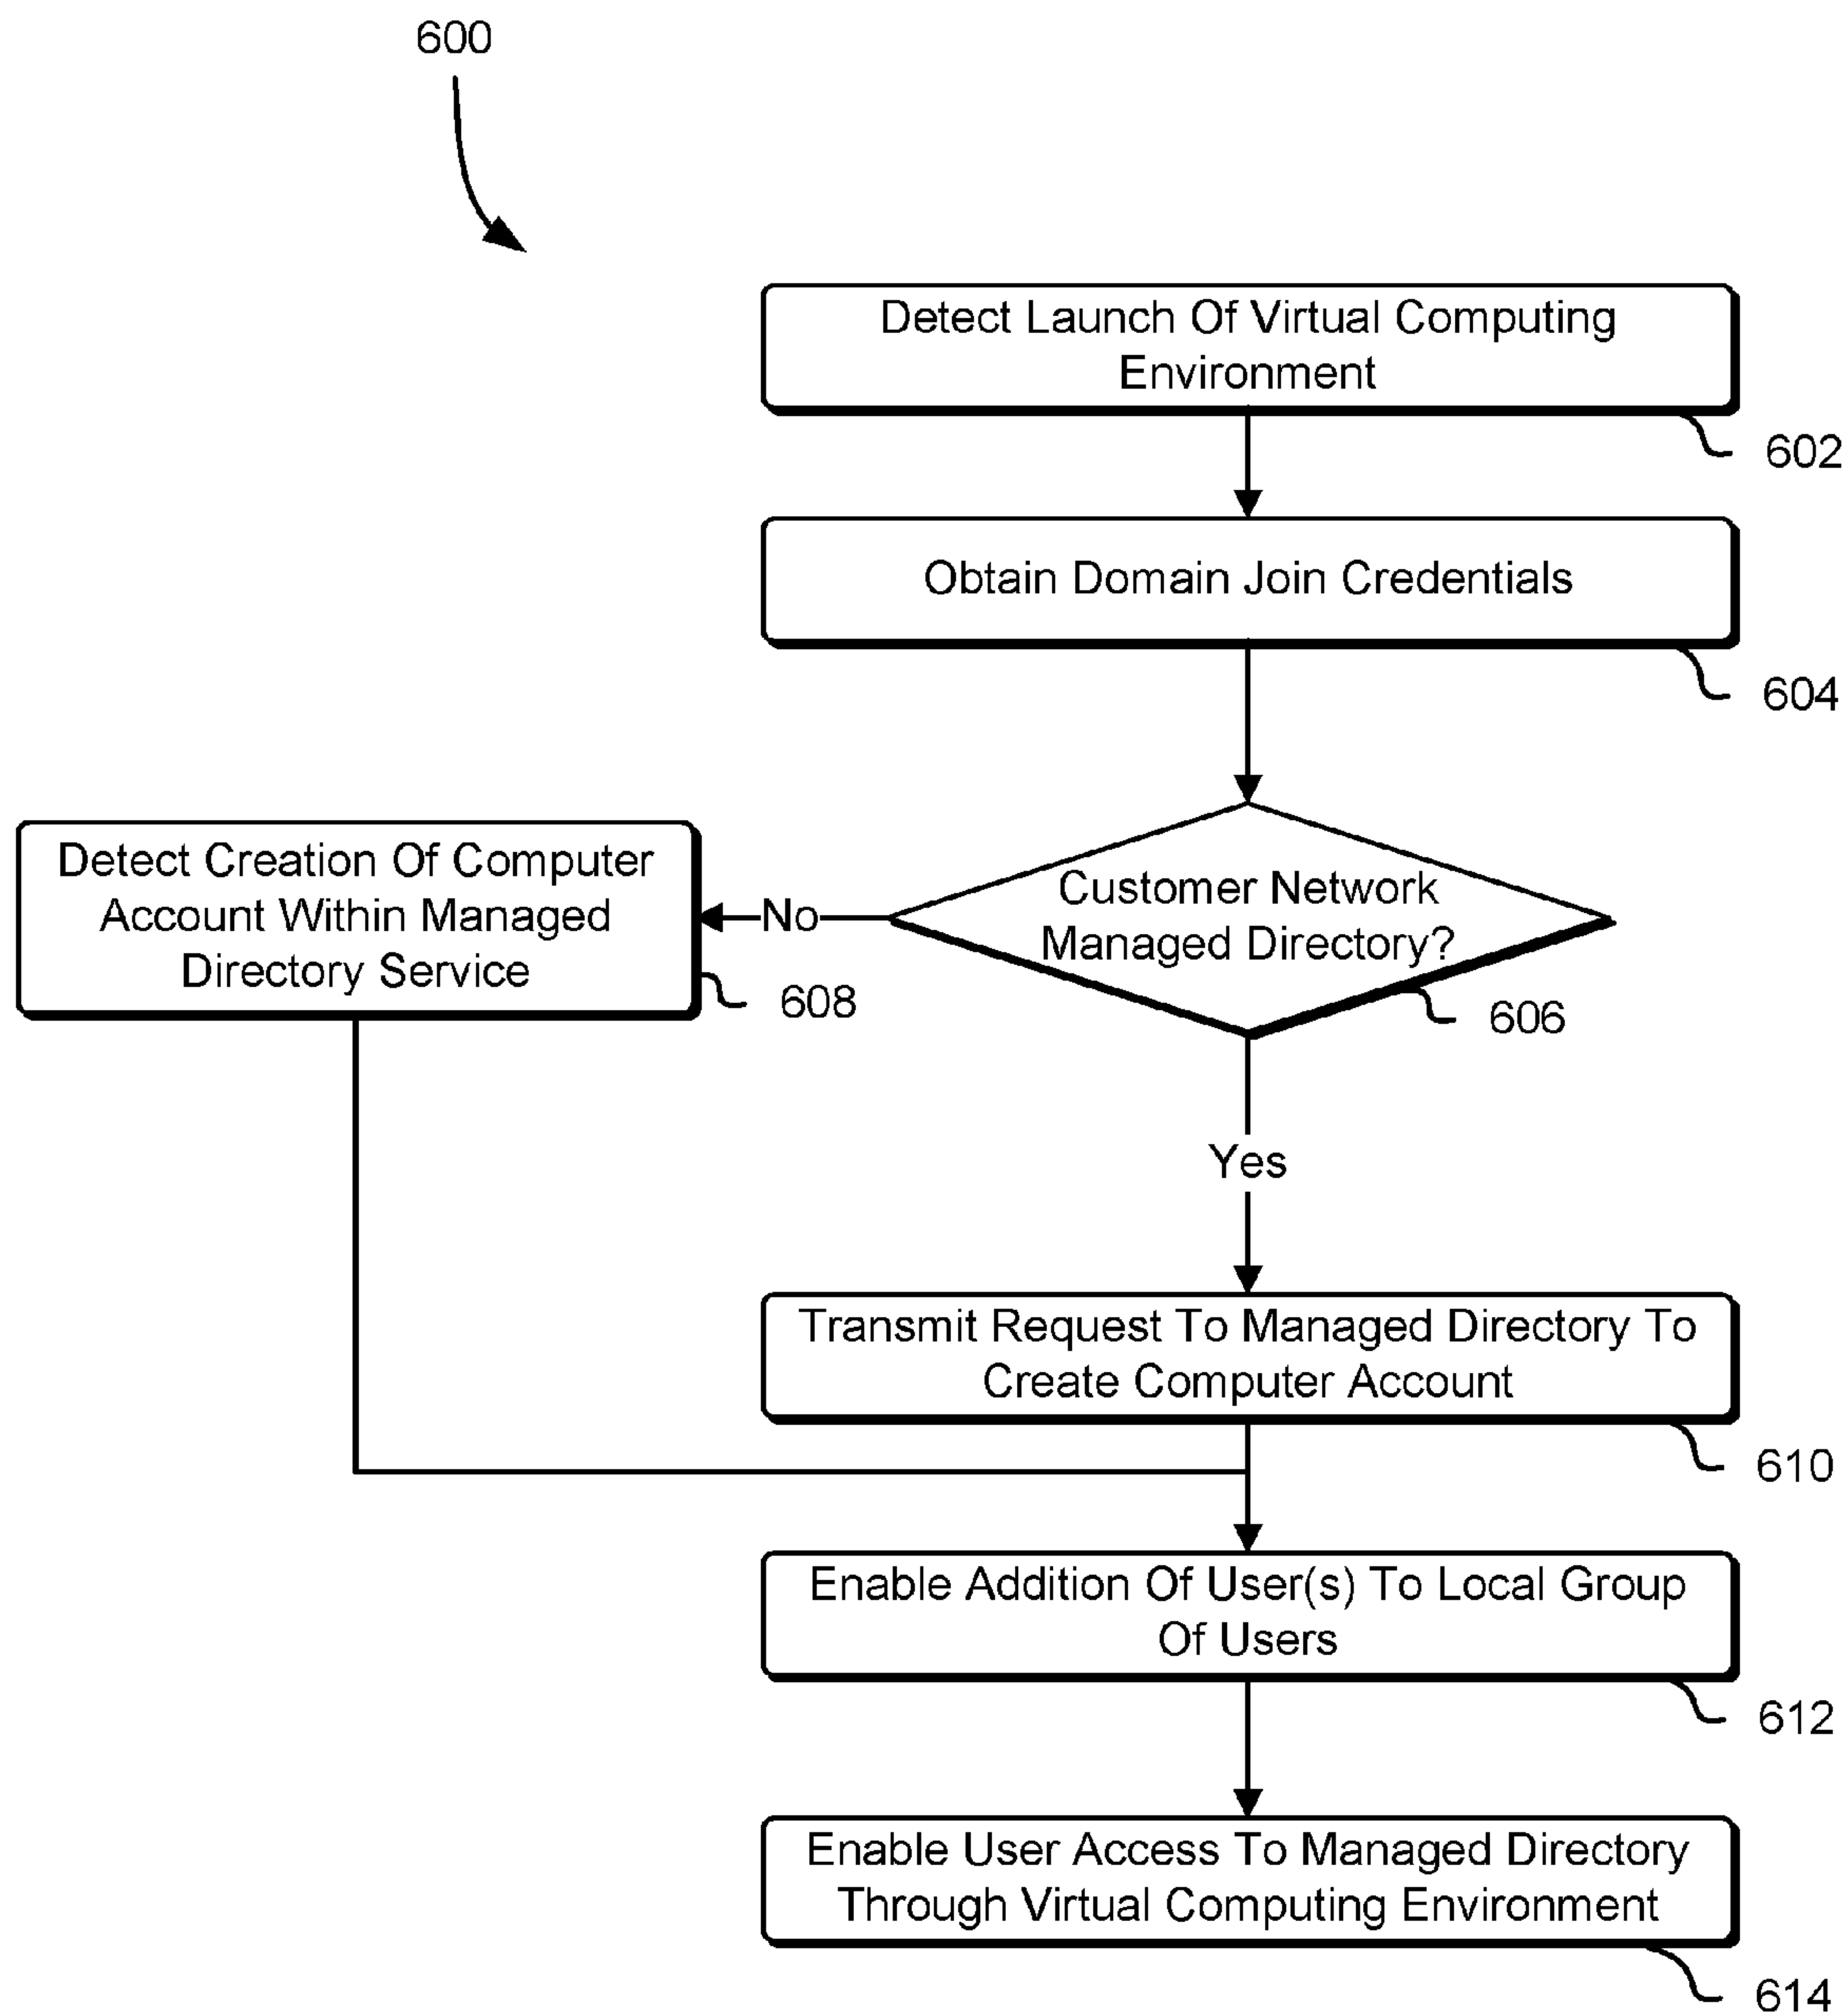 600
Detect Launch Of Virtual Computing
Environment
602
Obtain Domain Join Credentials
604
Customer Network
Managed Directory?
606
No
Detect Creation Of Computer
Account Within Managed
Directory Service
608
Yes
Transmit Request To Managed Directory To
Create Computer Account
610
Enable Addition Of User(s) To Local Group
Of Users
612
Enable User Access To Managed Directory
Through Virtual Computing Environment
614